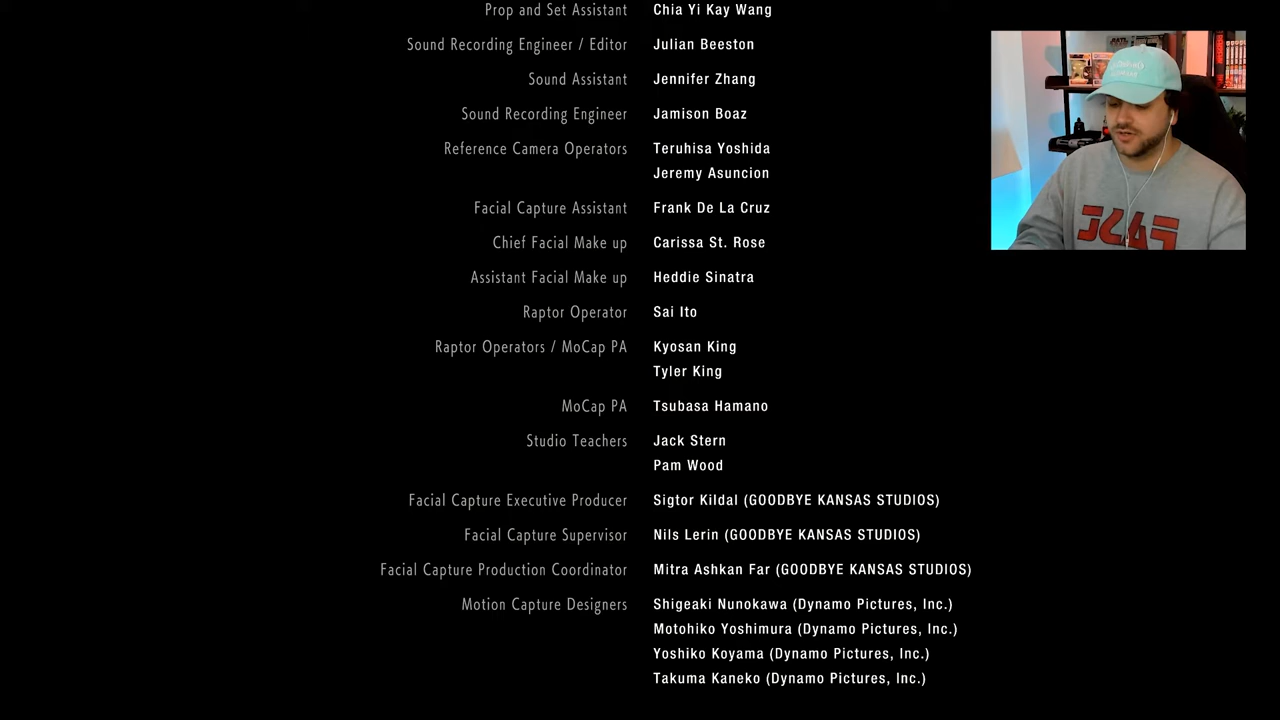 Prop and Set Assistant Chia Yi Kay Wang
Sound Recording Engineer / Editor Julian Beeston
Sound Assistant Jennifer Zhang
Sound Recording Engineer Jamison Boaz
Reference Camera Operators Teruhisa Yoshida
Jeremy Asuncion
Facial Capture Assistant Frank De La Cruz
Chief Facial Make up Carissa St. Rose
Assistant Facial Make up Heddie Sinatra
Raptor Operator Sai Ito
Raptor Operators / MoCap PA Kyosan King
Tyler King
MoCap PA Tsubasa Hamano
Studio Teachers Jack Stern
Pam Wood
Facial Capture Executive Producer Sigtor Kildal (GOODBYE KANSAS STUDIOS)
Facial Capture Supervisor Nils Lerin (GOODBYE KANSAS STUDIOS)
Facial Capture Production Coordinator Mitra Ashkan Far (GOODBYE KANSAS STUDIOS)
Motion Capture Designers Shigeaki Nunokawa (Dynamo Pictures, Inc.)
Motohiko Yoshimura (Dynamo Pictures, Inc.)
Yoshiko Koyama (Dynamo Pictures, Inc.)
Takuma Kaneko (Dynamo Pictures, Inc.)